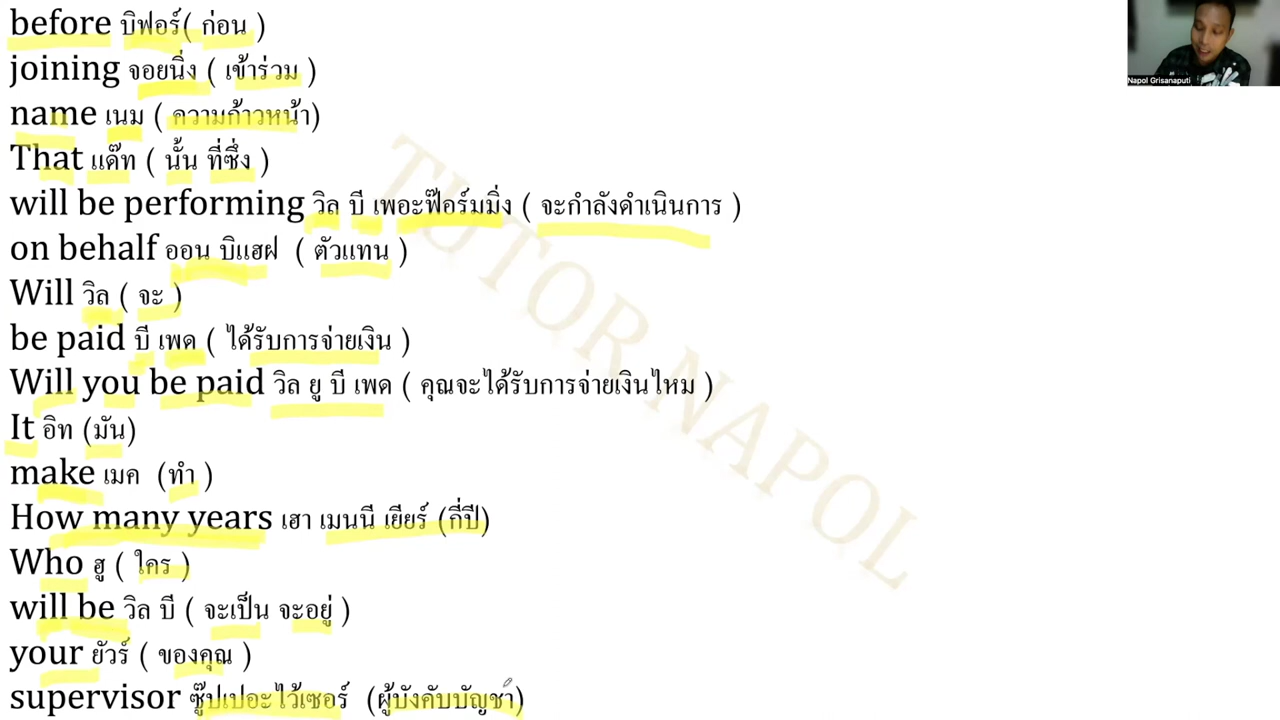 before บิฟอร์( ก่อน )
joining จอยนิ่ง ( เข้าร่วม )
name เนม ( ความก้าวหน้า)
That แด๊ท ( นั้น ที่ซึ่ง )
will be performing วิล บี เพอะฟ๊อร์มมิ่ง ( จะกำลังดำเนินการ )
on behalf ออน บิแฮฝ ( ตัวแทน )
Will วิล ( จะ )
be paid บี เพด ( ได้รับการจ่ายเงิน )
Will you be paid วิล ยู บี เพด ( คุณจะได้รับการจ่ายเงินไหม )
It อิท (มัน)
make เมค (ทำ )
How many years เฮา เมนนี เยียร์ (กี่ปี)
Who ฮู ( ใคร )
will be วิล บี ( จะเป็น จะอยู่ )
your ยัวร์ ( ของคุณ )
supervisor ซู๊ปเปอะไว้เซอร์ (ผู้บังคับบัญชา)
TUTOR NAPOL
Napol Grisanaputi